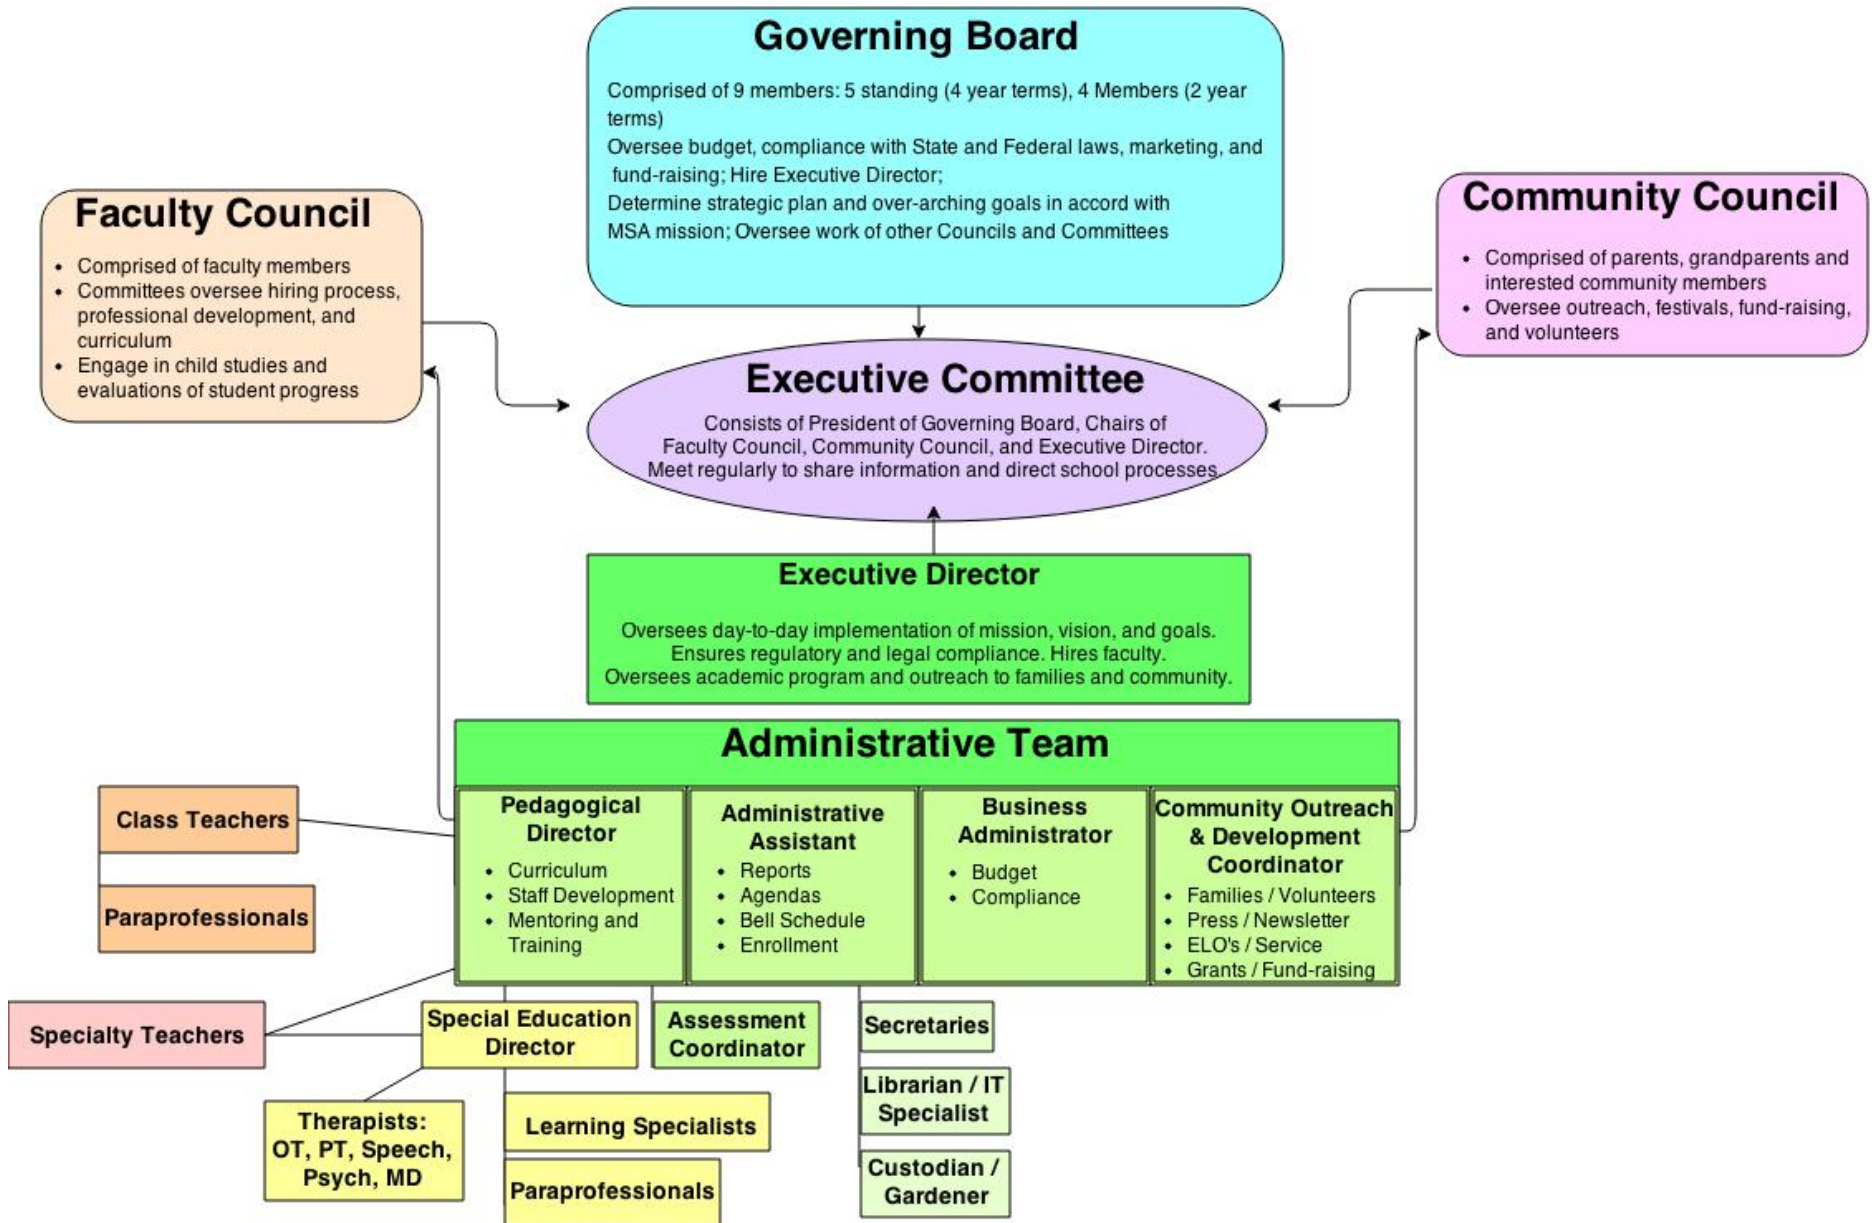 Governing Board
Comprised of 9 members: 5 standing (4 year terms), 4 Members (2 year
terms)
Oversee budget, compliance with State and Federal laws, marketing, and
fund-raising; Hire Executive Director;
Determine strategic plan and over-arching goals in accord with
MSA mission; Oversee work of other Councils and Committees
Faculty Council
• Comprised of faculty members
• Committees oversee hiring process,
professional development, and
curriculum
• Engage in child studies and
evaluations of student progress
Community Council
• Comprised of parents, grandparents and
interested community members
• Oversee outreach, festivals, fund-raising,
and volunteers
Executive Committee
Consists of President of Governing Board, Chairs of
Faculty Council, Community Council, and Executive Director.
Meet regularly to share information and direct school processes.
Executive Director
Oversees day-to-day implementation of mission, vision, and goals.
Ensures regulatory and legal compliance. Hires faculty.
Oversees academic program and outreach to families and community.
Administrative Team
Pedagogical
Director
• Curriculum
• Staff Development
• Mentoring and
Training
Administrative
Assistant
• Reports
• Agendas
• Bell Schedule
• Enrollment
Business
Administrator
• Budget
• Compliance
Community Outreach
& Development
Coordinator
• Families / Volunteers
• Press / Newsletter
• ELO's / Service
• Grants / Fund-raising
Class Teachers
Paraprofessionals
Specialty Teachers
Special Education
Director
Assessment
Coordinator
Secretaries
Librarian / IT
Specialist
Custodian /
Gardener
Therapists:
OT, PT, Speech,
Psych, MD
Learning Specialists
Paraprofessionals